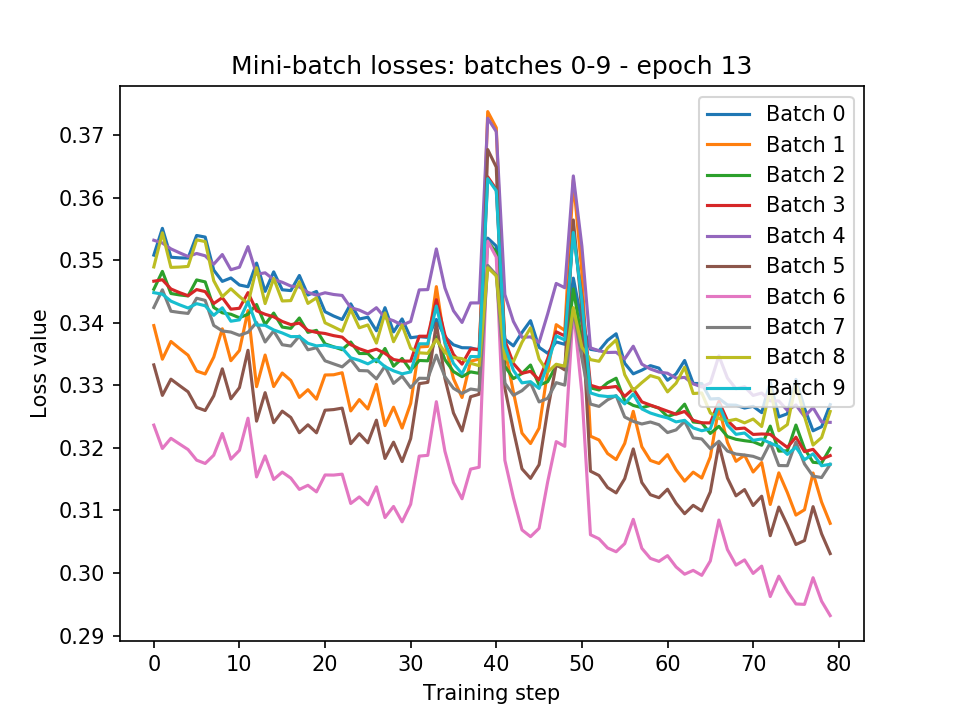 Mini-batch losses: batches 0-9 - epoch 13
0.37
0.36
0.35
0.34
0.33
0.32
0.31
0.30
0.29
Loss value
0 10 20 30 40 50 60 70 80
Training step
Batch 0
Batch 1
Batch 2
Batch 3
Batch 4
Batch 5
Batch 6
Batch 7
Batch 8
Batch 9